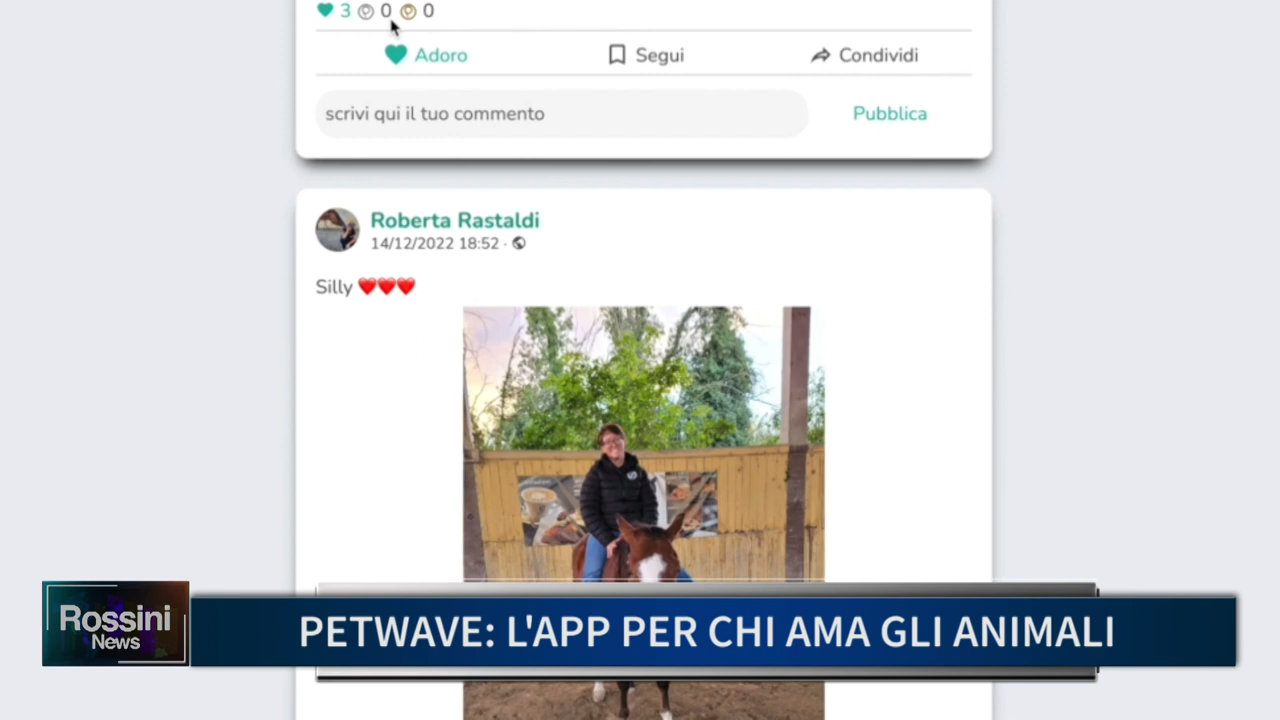 3 0 0
Adoro Segui Condividi
scrivi qui il tuo commento Pubblica
Roberta Rastaldi
14/12/2022 18:52 ·
Silly ❤️❤️❤️
Rossini
News
PETWAVE: L'APP PER CHI AMA GLI ANIMALI